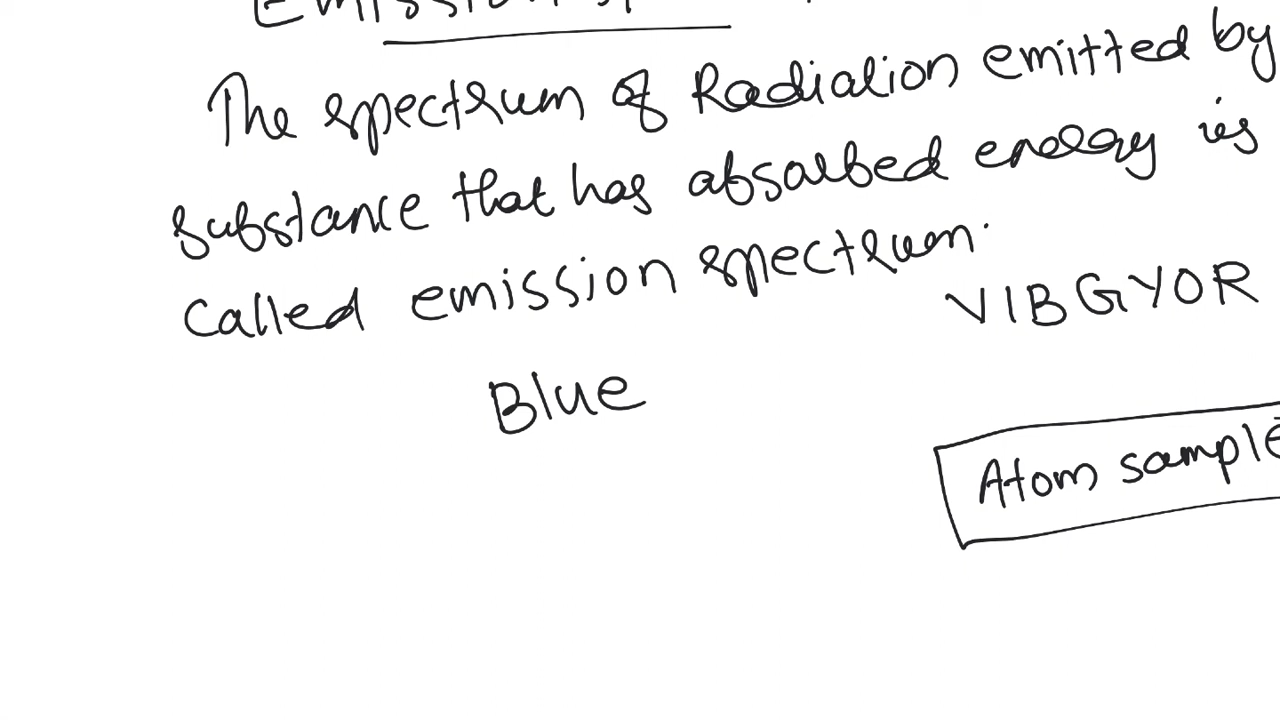 Emission
The spectrum of Radiation emitted by
substance that has absorbed energy is
called emission spectrum.
VIBGYOR
Blue
Atom sample